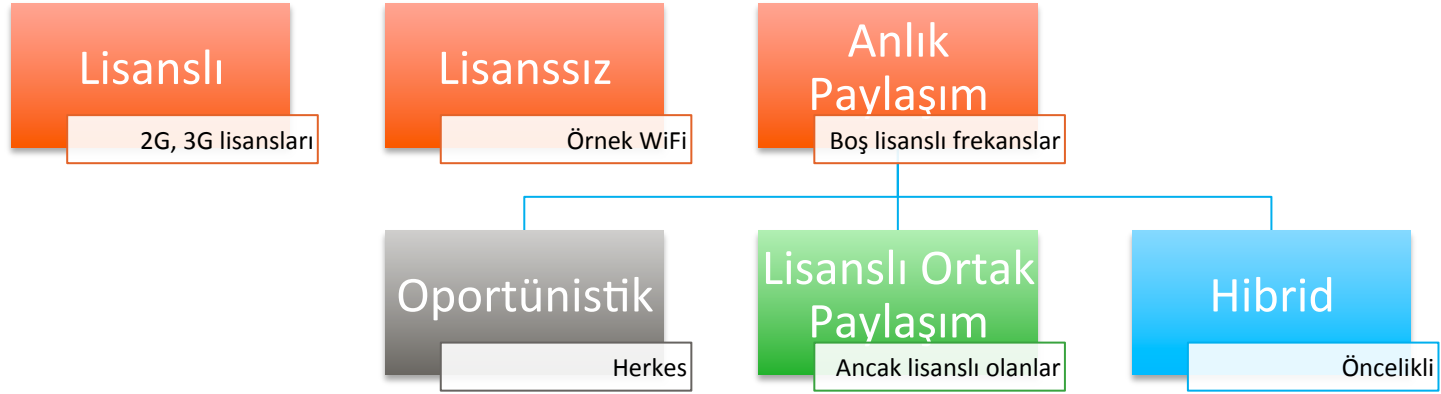 Lisanslı
2G, 3G lisansları
Lisanssız
Örnek WiFi
Anlık
Paylaşım
Boş lisanslı frekanslar
Oportünistik
Herkes
Lisanslı Ortak
Paylaşım
Ancak lisanslı olanlar
Hibrid
Öncelikli